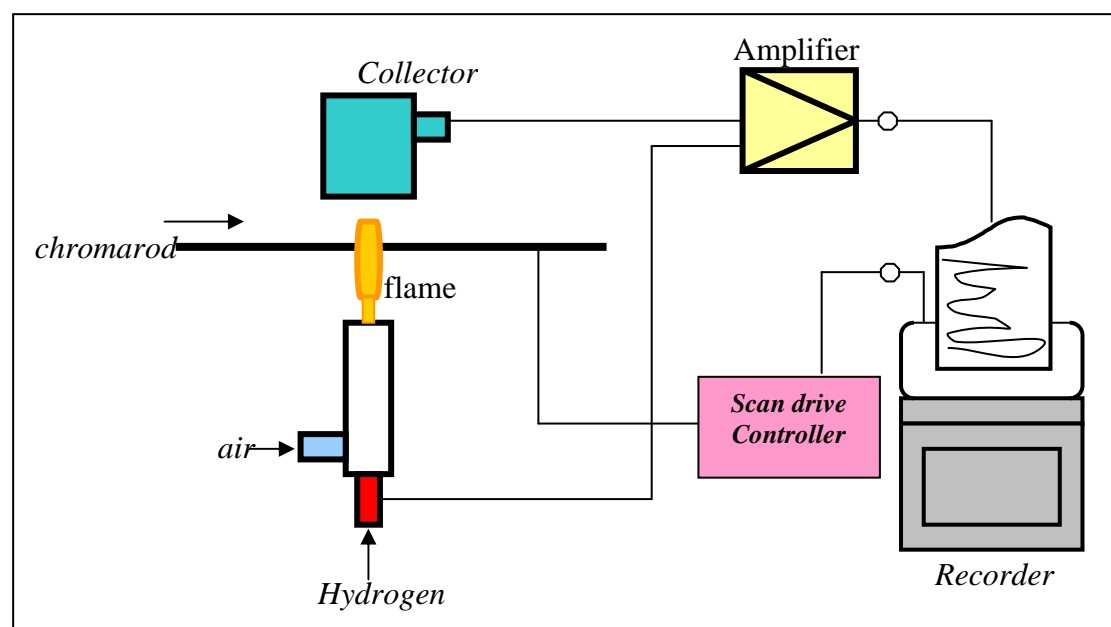 Amplifier
Collector
chromarod
flame
Scan drive
Controller
air
Hydrogen
Recorder